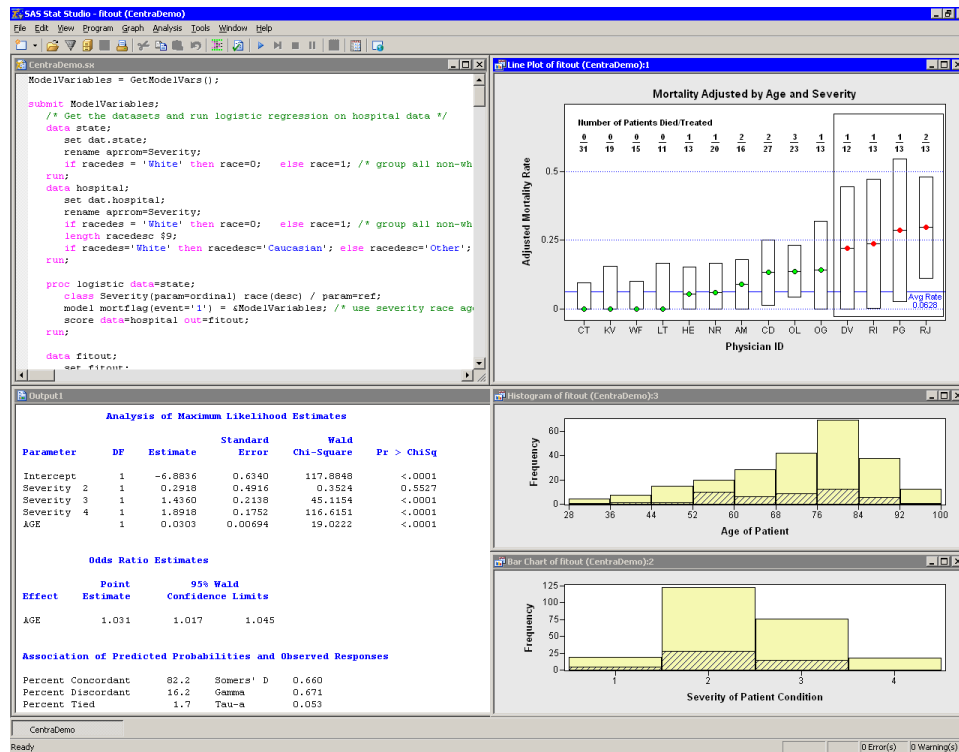 SAS Stat Studio - fitout (CentraDemo)
File Edit View Program Graph Analysis Tools Window Help
CentraDemo.sx
ModelVariables = GetModelVars();
submit ModelVariables;
/* Get the datasets and run logistic regression on hospital data */
data state;
set dat.state;
rename aprrom=Severity;
if racedes = 'White' then race=0;   else race=1; /* group all non-wh
run;
data hospital;
set dat.hospital;
rename aprrom=Severity;
if racedes = 'White' then race=0;   else race=1; /* group all non-wh
length racedesc $9;
if racedes='White' then racedesc='Caucasian'; else racedesc='Other';
run;
proc logistic data=state;
class Severity(param=ordinal) race(desc) / param=ref;
model mortflag(event='1') = &ModelVariables; /* use severity race age
score data=hospital out=fitout;
run;
data fitout;
set fitout;
Line Plot of fitout (CentraDemo):1
Mortality Adjusted by Age and Severity
Number of Patients Died/Treated
0 0 0 0 1 1 2 2 3 1 1 1 1 2
31 19 15 11 13 20 16 27 23 13 12 13 13 13
Adjusted Mortality Rate
0.5
0.25
0
Avg Rate
0.0628
CT KV WF LT HE NR AM CD OL OG DV RI PG RJ
Physician ID
Output1
Analysis of Maximum Likelihood Estimates
Standard Wald
Parameter DF Estimate Error Chi-Square Pr > ChiSq
Intercept 1 -6.8836 0.6340 117.8848 <.0001
Severity 2 1 0.2918 0.4916 0.3524 0.5527
Severity 3 1 1.4360 0.2138 45.1154 <.0001
Severity 4 1 1.8918 0.1752 116.6151 <.0001
AGE 1 0.0303 0.00694 19.0222 <.0001
Odds Ratio Estimates
Point 95% Wald
Effect Estimate Confidence Limits
AGE 1.031 1.017 1.045
Association of Predicted Probabilities and Observed Responses
Percent Concordant 82.2 Somers' D 0.660
Percent Discordant 16.2 Gamma 0.671
Percent Tied 1.7 Tau-a 0.053
Histogram of fitout (CentraDemo):3
Frequency
60
40
20
0
28 36 44 52 60 68 76 84 92 100
Age of Patient
Bar Chart of fitout (CentraDemo):2
Frequency
125
100
75
50
25
0
1 2 3 4
Severity of Patient Condition
CentraDemo
Ready
0 Error(s) 0 Warning(s)